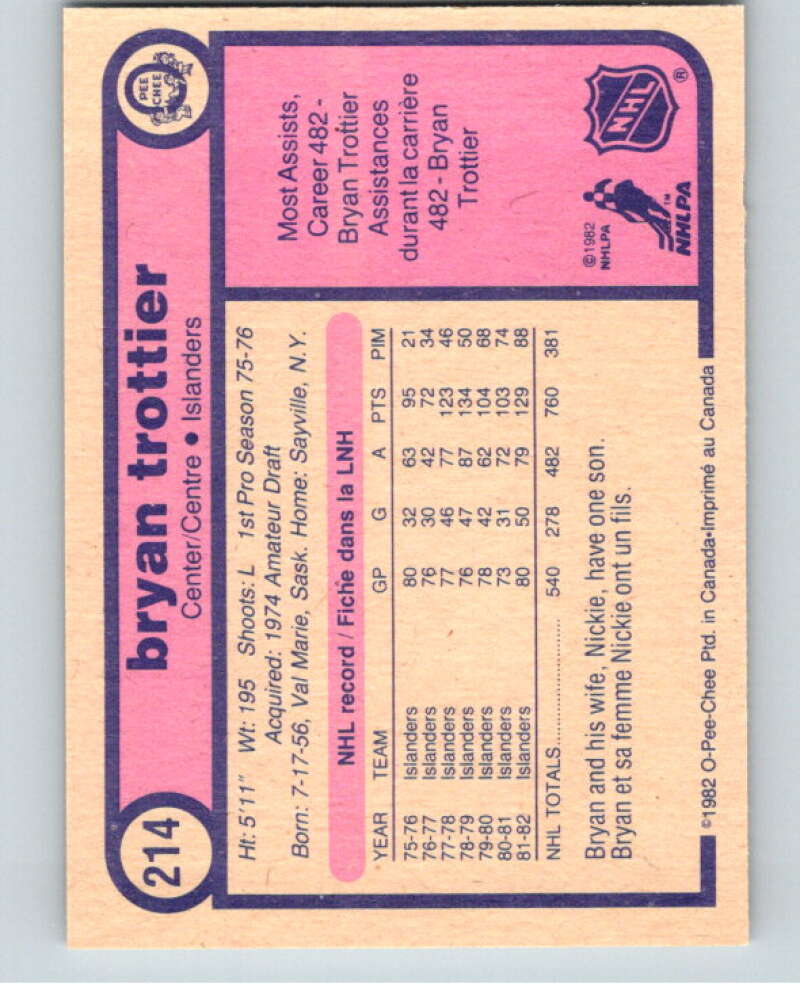 214
bryan trottier
Center/Centre • Islanders
PEE
CHEE
Ht: 5'11" Wt: 195 Shoots: L 1st Pro Season 75-76
Acquired: 1974 Amateur Draft
Born: 7-17-56, Val Marie, Sask. Home: Sayville, N.Y.
NHL record / Fiche dans la LNH
YEAR TEAM GP G A PTS PIM
75-76 Islanders 80 32 63 95 21
76-77 Islanders 76 30 42 72 34
77-78 Islanders 77 46 77 123 46
78-79 Islanders 76 47 87 134 50
79-80 Islanders 78 42 62 104 68
80-81 Islanders 73 31 72 103 74
81-82 Islanders 80 50 79 129 88
NHL TOTALS.................... 540 278 482 760 381
Bryan and his wife, Nickie, have one son.
Bryan et sa femme Nickie ont un fils.
Most Assists,
Career 482 -
Bryan Trottier
Assistances
durant la carrière
482 - Bryan
Trottier
©1982
NHLPA
NHL ®
NHLPA ™
©1982 O-Pee-Chee Ptd. in Canada•Imprimé au Canada